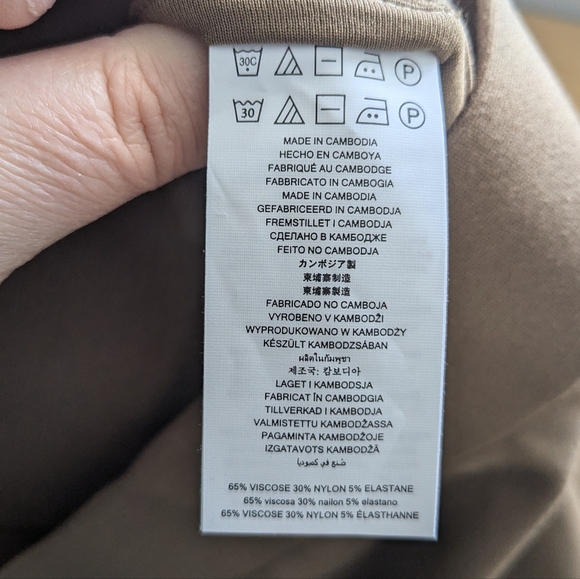 30C P
30 P
MADE IN CAMBODIA
HECHO EN CAMBOYA
FABRIQUÉ AU CAMBODGE
FABBRICATO IN CAMBOGIA
MADE IN CAMBODIA
GEFABRICEERD IN CAMBODJA
FREMSTILLET I CAMBODJA
СДЕЛАНО В КАМБОДЖЕ
FEITO NO CAMBODJA
カンボジア製
柬埔寨制造
柬埔寨製造
FABRICADO NO CAMBOJA
VYROBENO V KAMBODŽI
WYPRODUKOWANO W KAMBODŻY
KÉSZÜLT KAMBODZSÁBAN
ผลิตในกัมพูชา
제조국: 캄보디아
LAGET I KAMBODSJA
FABRICAT ÎN CAMBODGIA
TILLVERKAD I KAMBODJA
VALMISTETTU KAMBODŽASSA
PAGAMINTA KAMBODŽOJE
IZGATAVOTS KAMBODŽĀ
صُنع في كمبوديا
65% VISCOSE 30% NYLON 5% ELASTANE
65% viscosa 30% nailon 5% elastano
65% VISCOSE 30% NYLON 5% ÉLASTHANNE